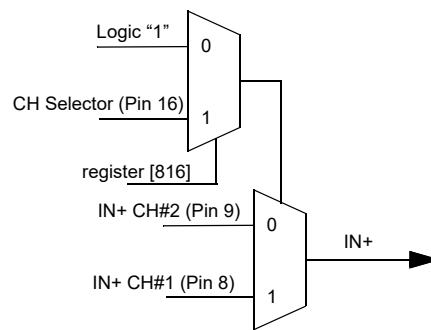 Logic “1”
0
CH Selector (Pin 16)
1
register [816]
IN+ CH#2 (Pin 9)
0
IN+
IN+ CH#1 (Pin 8)
1